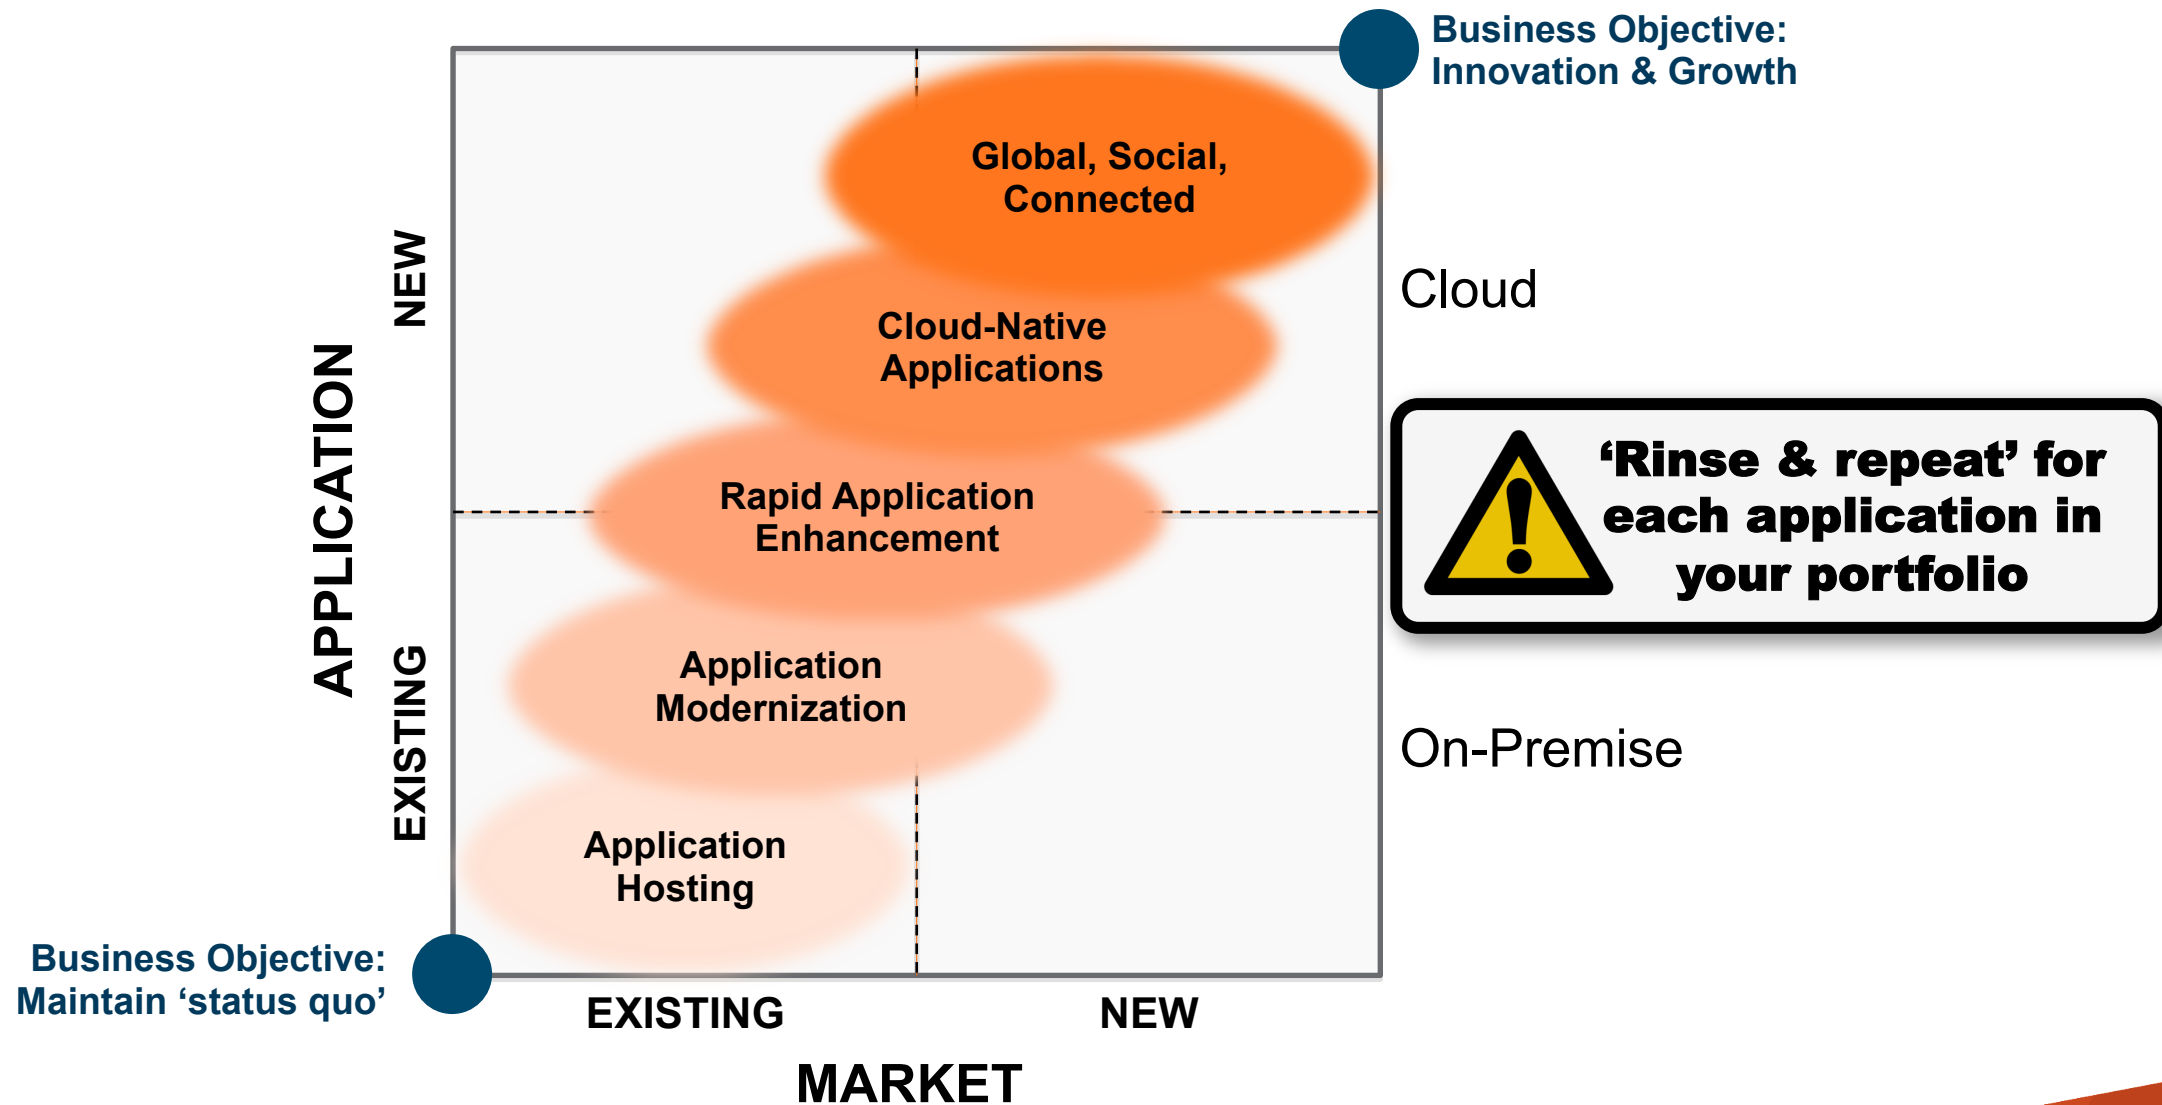 Business Objective:
Innovation & Growth
Global, Social,
Connected
NEW
Cloud
Cloud-Native
Applications
APPLICATION
‘Rinse & repeat’ for
each application in
your portfolio
Rapid Application
Enhancement
Application
Modernization
EXISTING
On-Premise
Application
Hosting
Business Objective:
Maintain ‘status quo’
EXISTING
NEW
MARKET